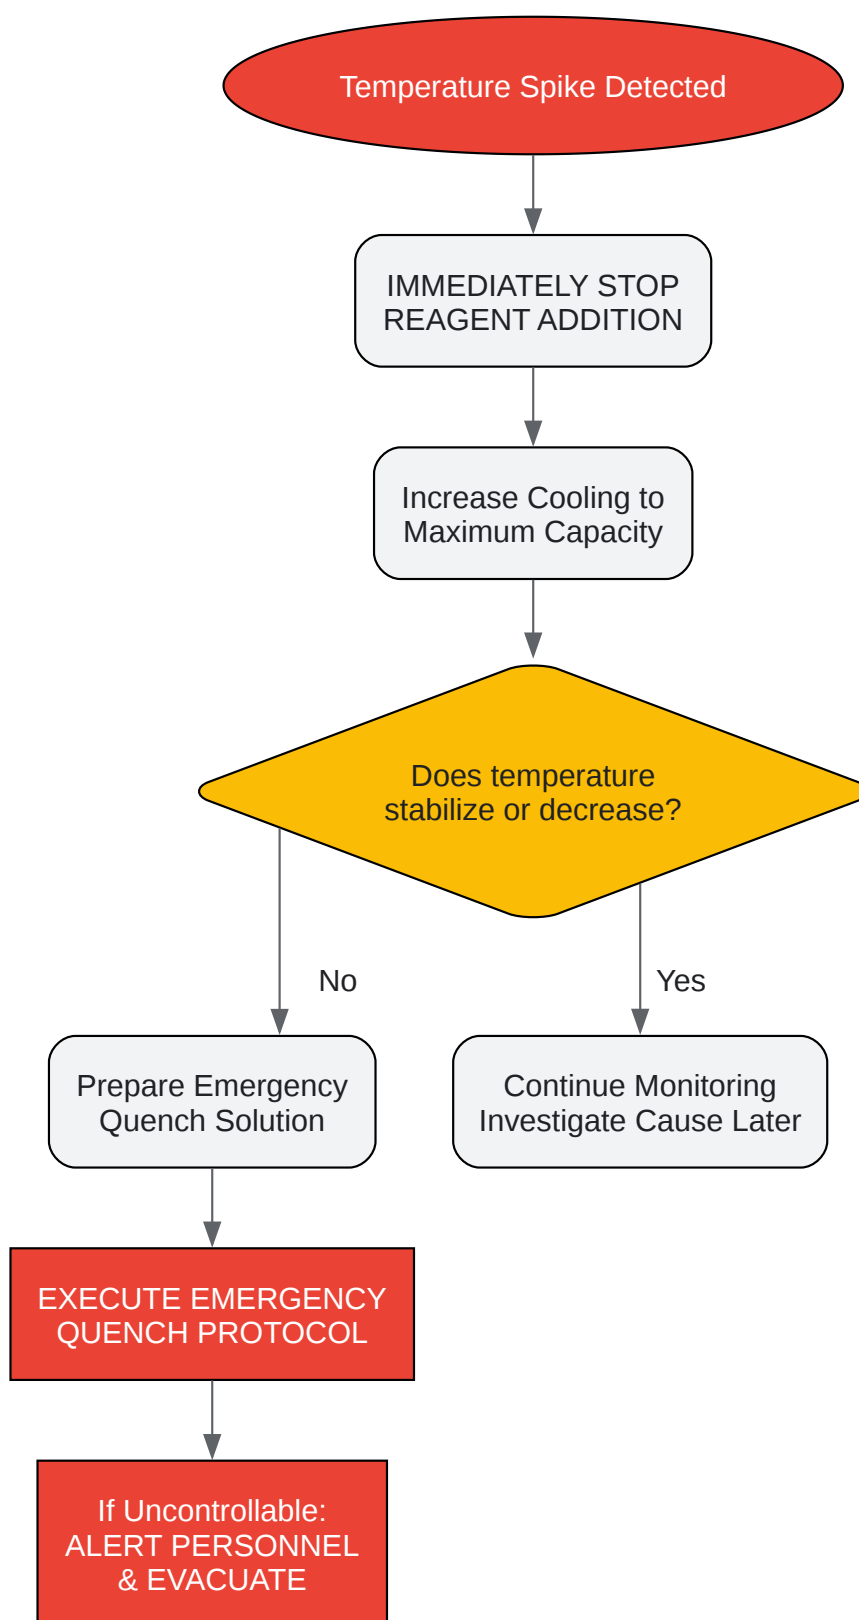 Temperature Spike Detected
IMMEDIATELY STOP
REAGENT ADDITION
Increase Cooling to
Maximum Capacity
Does temperature
stabilize or decrease?
No
Yes
Prepare Emergency
Quench Solution
Continue Monitoring
Investigate Cause Later
EXECUTE EMERGENCY
QUENCH PROTOCOL
If Uncontrollable:
ALERT PERSONNEL
& EVACUATE